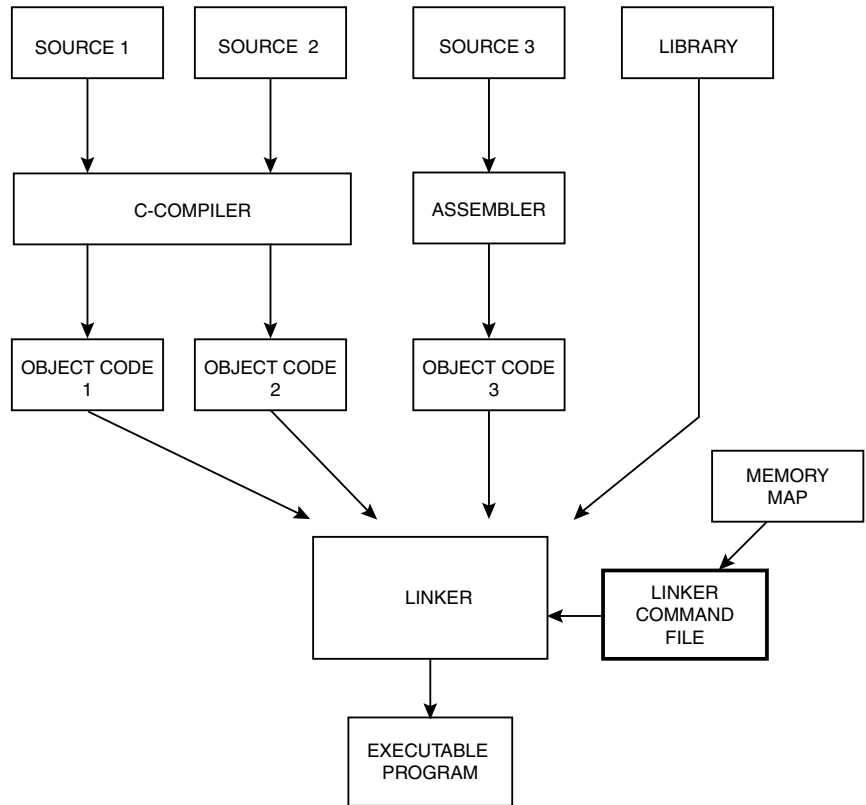 SOURCE 1
SOURCE 2
SOURCE 3
LIBRARY
C-COMPILER
ASSEMBLER
OBJECT CODE
1
OBJECT CODE
2
OBJECT CODE
3
MEMORY
MAP
LINKER
LINKER
COMMAND
FILE
EXECUTABLE
PROGRAM